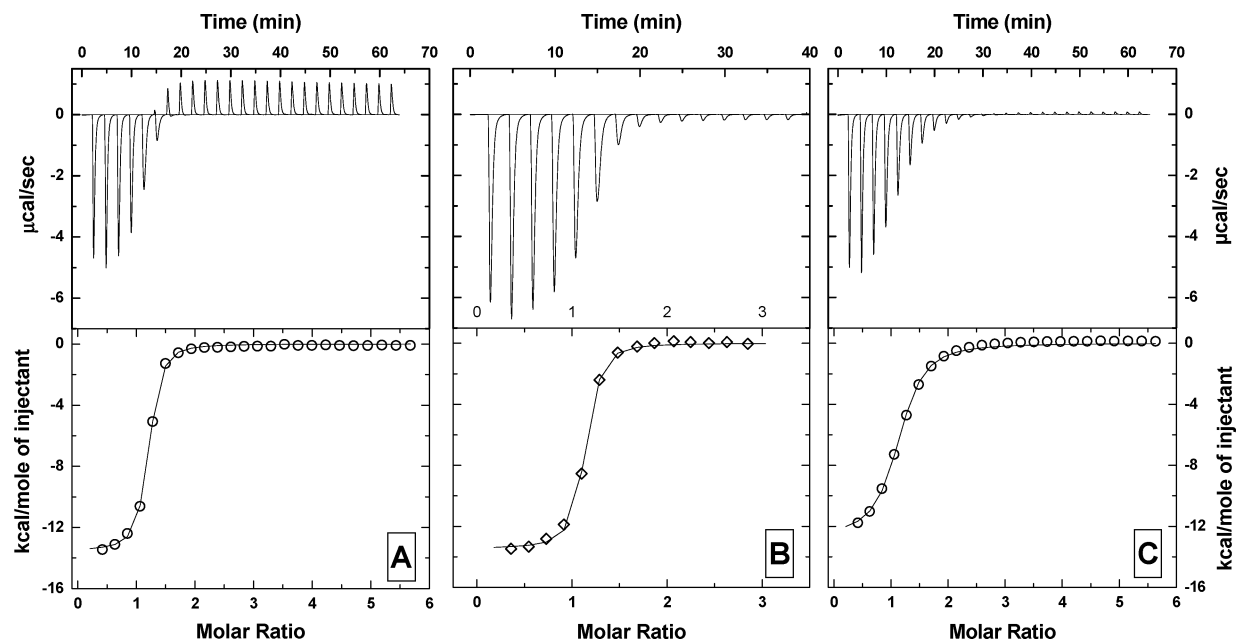 Time (min)
Time (min)
Time (min)
0 10 20 30 40 50 60 70
0 10 20 30 40
0 10 20 30 40 50 60 70
µcal/sec
0
-2
-4
-6
0 1 2 3
0
-2
-4
-6
µcal/sec
kcal/mole of injectant
0
-4
-8
-12
-16
A
B
C
0
-4
-8
-12
-16
kcal/mole of injectant
0 1 2 3 4 5 6
0 1 2 3
0 1 2 3 4 5 6
Molar Ratio
Molar Ratio
Molar Ratio